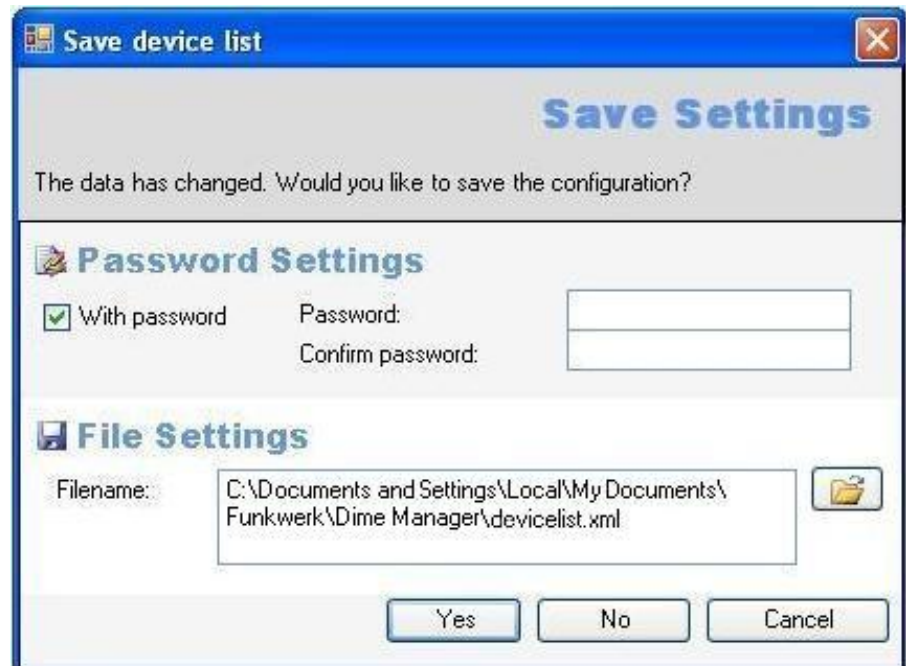 Save device list
Save Settings
The data has changed. Would you like to save the configuration?
Password Settings
With password Password:
Confirm password:
File Settings
Filename: C:\Documents and Settings\Local\My Documents\
Funkwerk\Dime Manager\devicelist.xml
Yes No Cancel